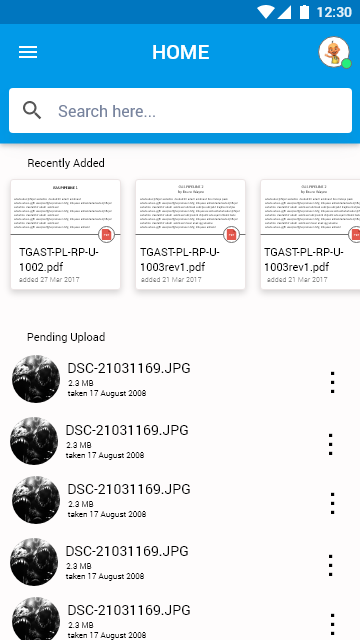 12:30
HOME
Search here...
Recently Added
TGAST-PL-RP-U-
1002.pdf
added 27 Mar 2017
TGAST-PL-RP-U-
1003rev1.pdf
added 21 Mar 2017
TGAST-PL-RP-U-
1003rev1.pdf
added 21 Mar 2017
Pending Upload
DSC-21031169.JPG
2.3 MB
taken 17 August 2008
DSC-21031169.JPG
2.3 MB
taken 17 August 2008
DSC-21031169.JPG
2.3 MB
taken 17 August 2008
DSC-21031169.JPG
2.3 MB
taken 17 August 2008
DSC-21031169.JPG
2.3 MB
taken 17 August 2008